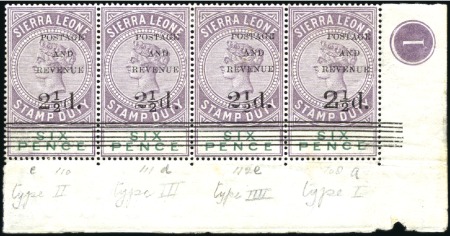 SIERRA LEONE SIERRA LEONE SIERRA LEONE SIERRA LEONE 1
POSTAGE POSTAGE POSTAGE POSTAGE
AND AND AND AND
REVENUE REVENUE REVENUE REVENUE
2½d. 2½d. 2½d. 2½d.
STAMP DUTY STAMP DUTY STAMP DUTY STAMP DUTY
SIX SIX SIX SIX
PENCE PENCE PENCE PENCE
110 111 d a
type II type III type IIII type I